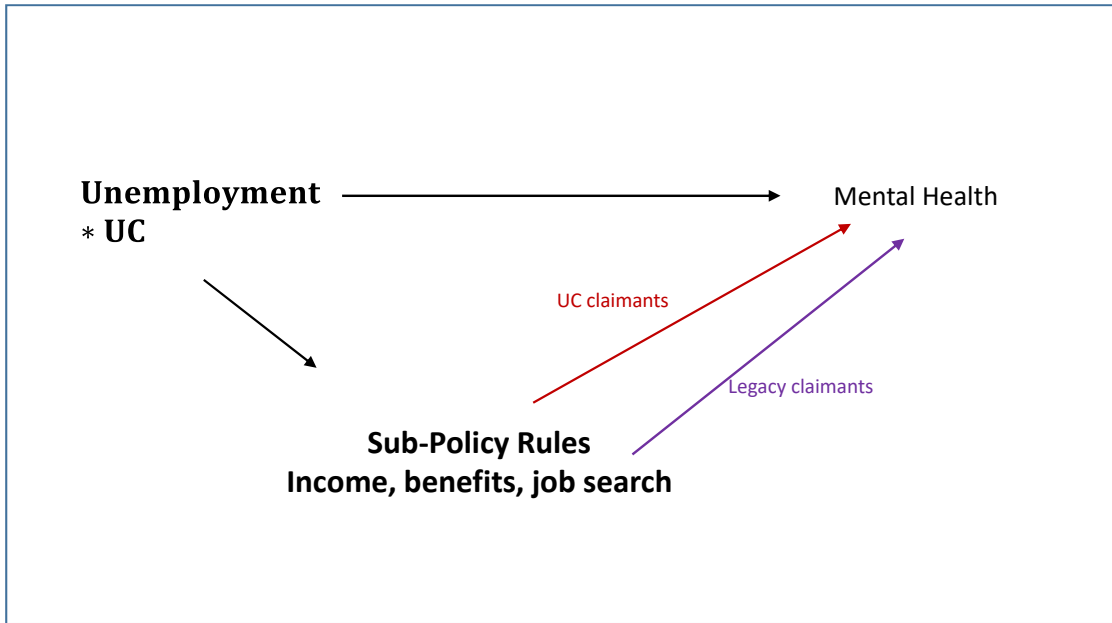 Unemployment
* UC
Mental Health
UC claimants
Legacy claimants
Sub-Policy Rules
Income, benefits, job search